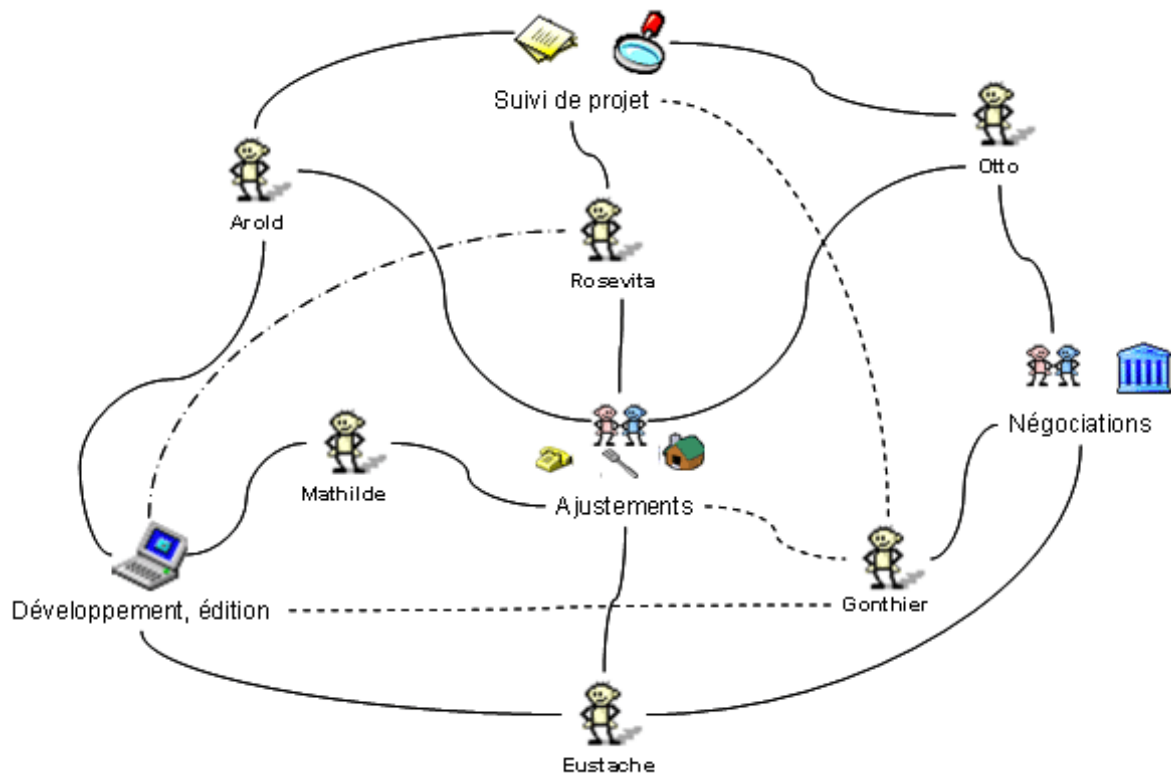 Suivi de projet
Otto
Arold
Rosevita
Négociations
Mathilde
Ajustements
Développement, édition
Gonthier
Eustache